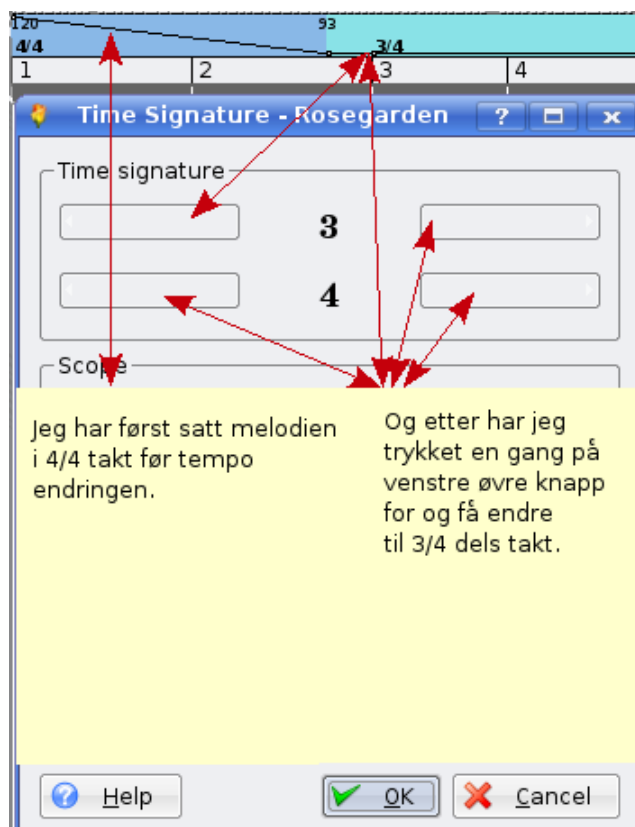 120 93
4/4 3/4
1 2 3 4
Time Signature - Rosegarden ?
Time signature
3
4
Scope
Jeg har først satt melodien
i 4/4 takt før tempo
endringen.
Og etter har jeg
trykket en gang på
venstre øvre knapp
for og få endre
til 3/4 dels takt.
Help OK Cancel